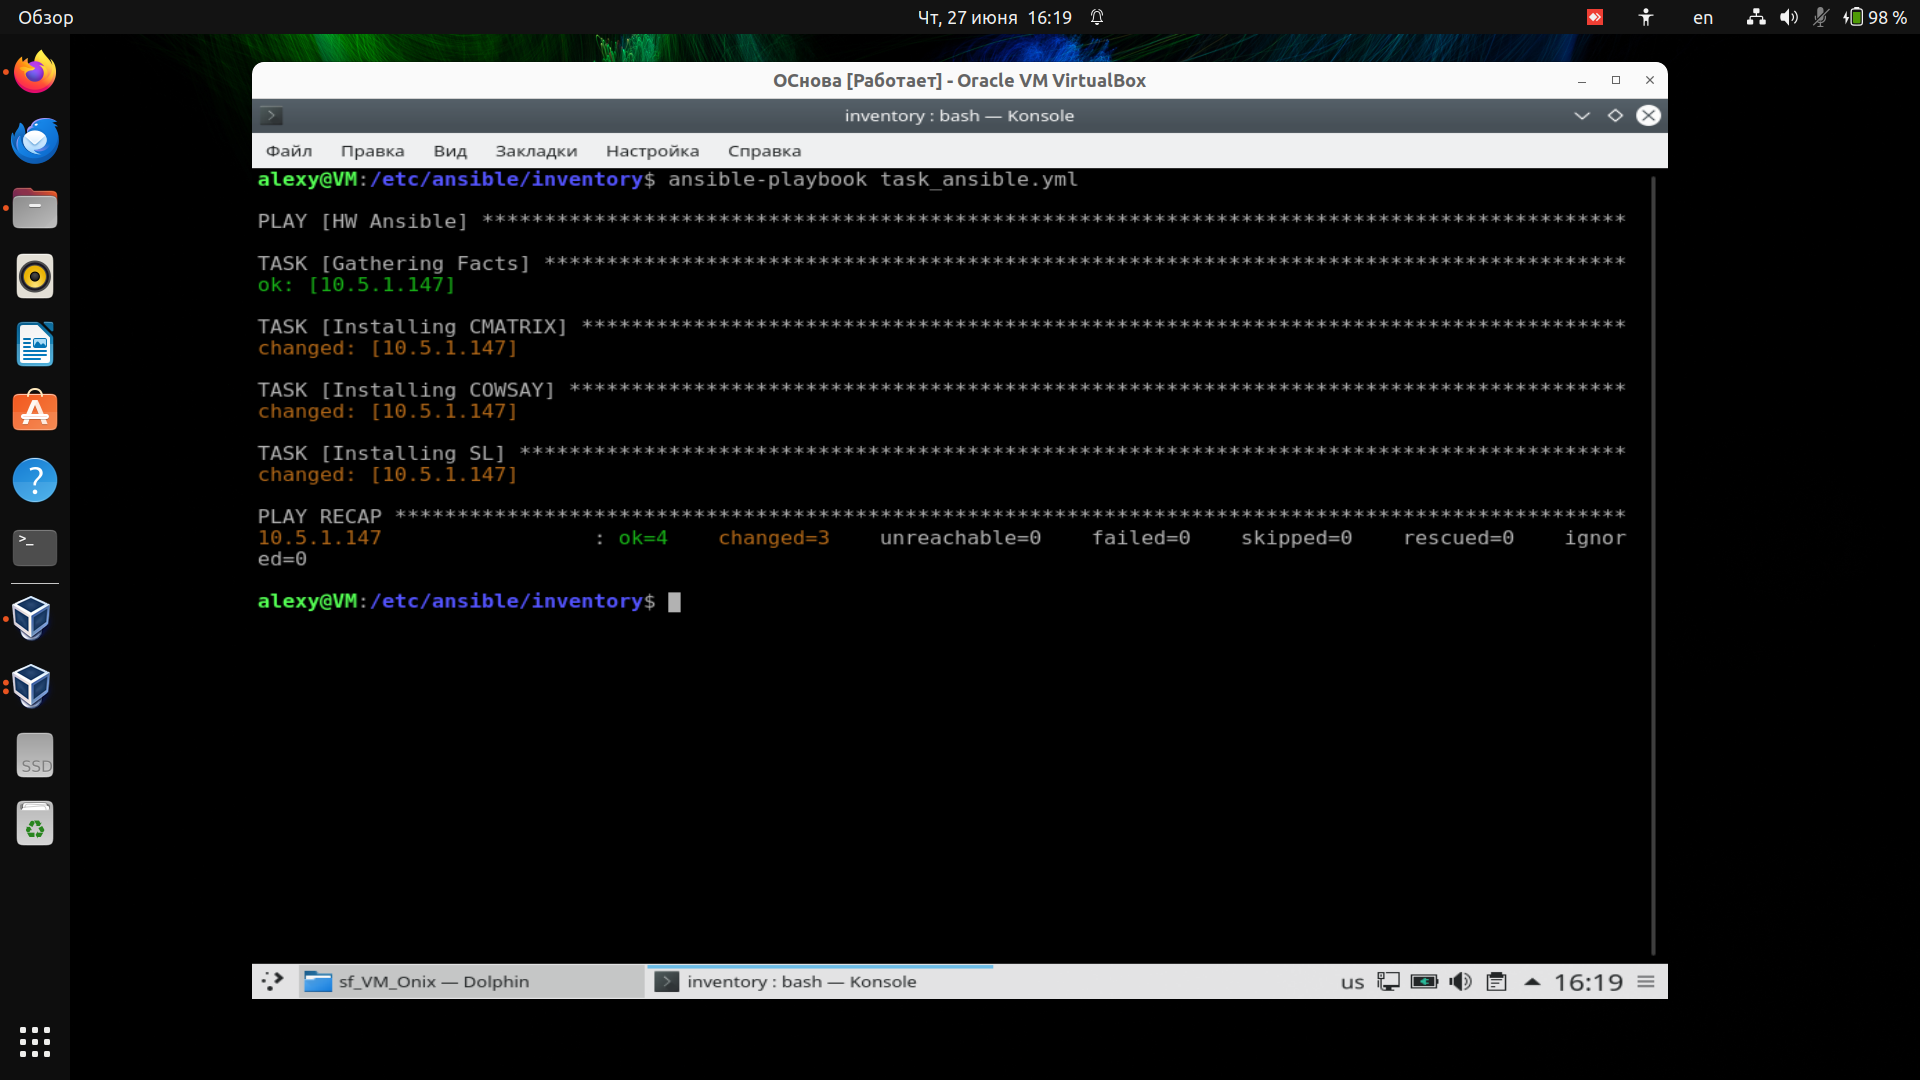 Обзор
Чт, 27 июня 16:19
en
98 %
ОСнова [Работает] - Oracle VM VirtualBox
inventory : bash — Konsole
Файл Правка Вид Закладки Настройка Справка
alexy@VM:/etc/ansible/inventory$ ansible-playbook task_ansible.yml
PLAY [HW Ansible] ********************************************************************************************
TASK [Gathering Facts] ***************************************************************************************
ok: [10.5.1.147]
TASK [Installing CMATRIX] ************************************************************************************
changed: [10.5.1.147]
TASK [Installing COWSAY] *************************************************************************************
changed: [10.5.1.147]
TASK [Installing SL] *****************************************************************************************
changed: [10.5.1.147]
PLAY RECAP ***************************************************************************************************
10.5.1.147                 : ok=4    changed=3    unreachable=0    failed=0    skipped=0    rescued=0    ignor
ed=0
alexy@VM:/etc/ansible/inventory$
SSD
sf_VM_Onix — Dolphin
inventory : bash — Konsole
us
16:19